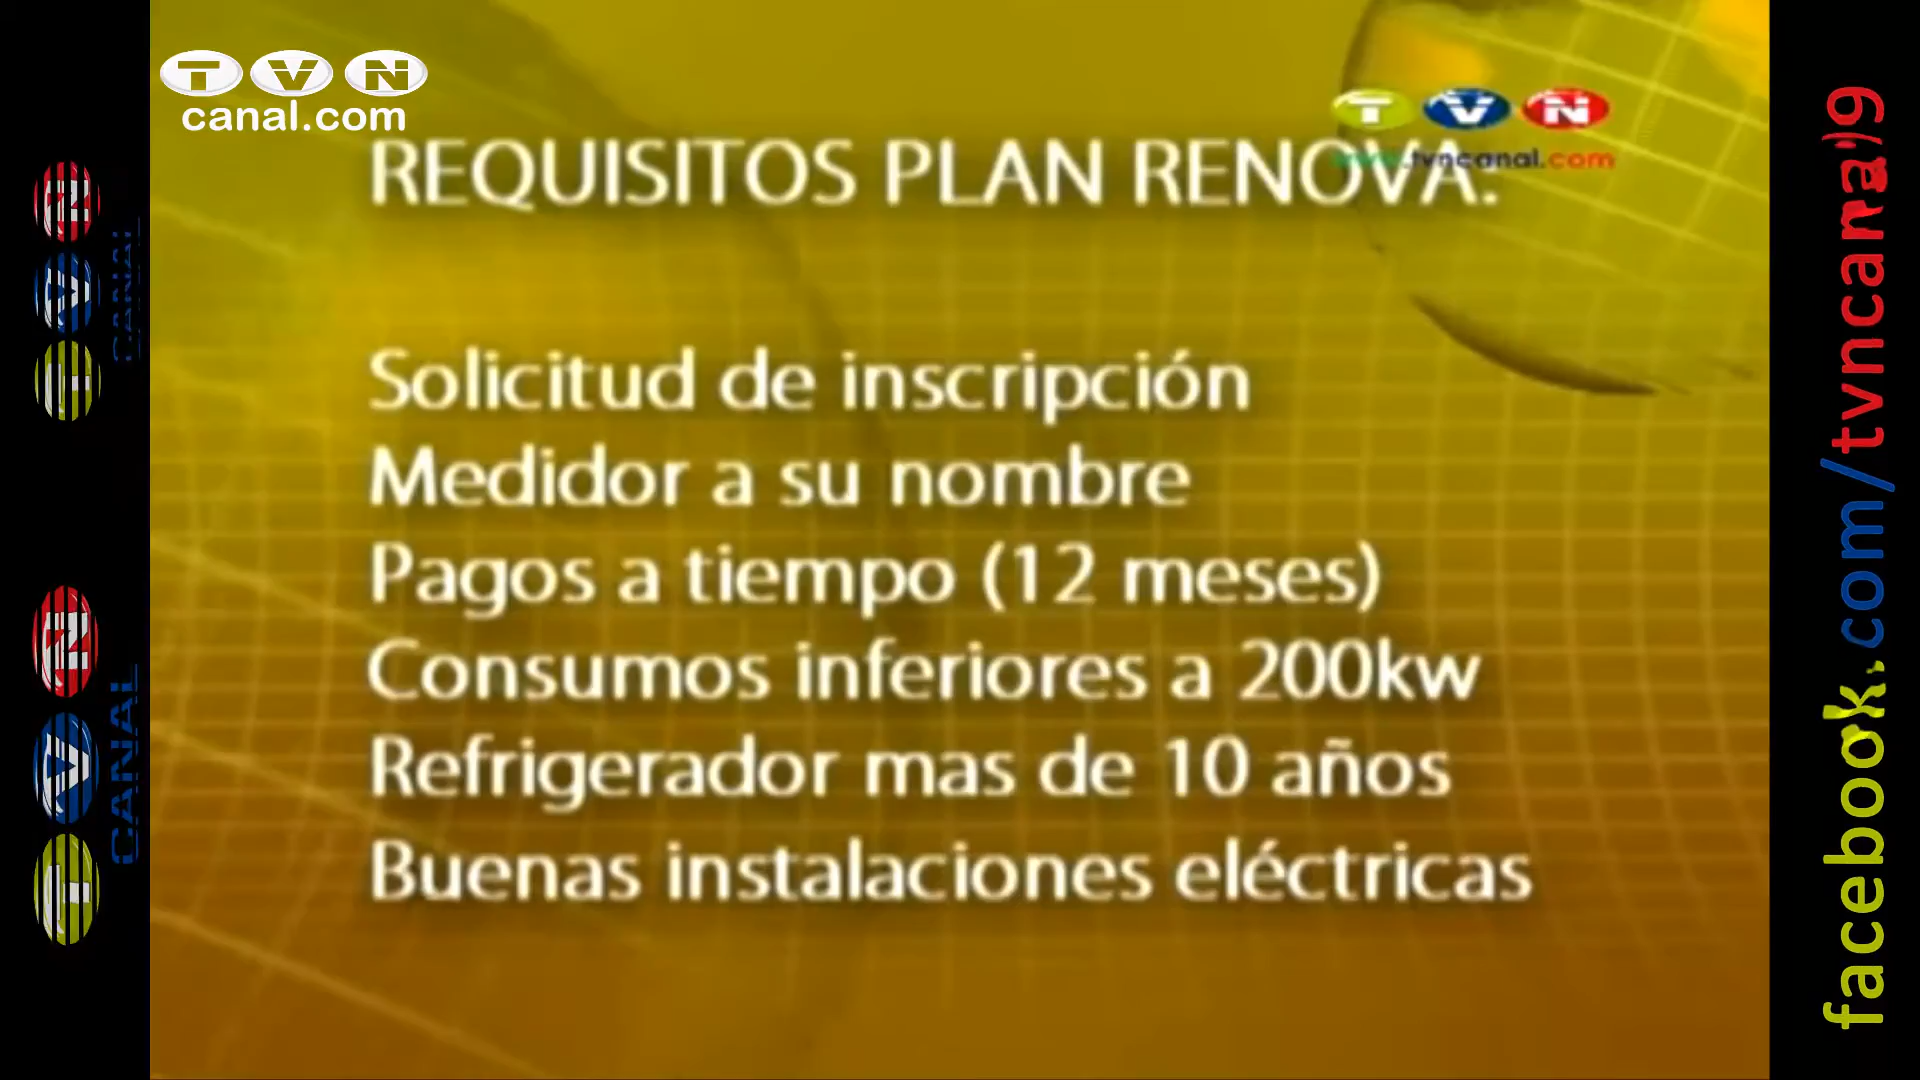 TVN
canal.com
TVN
www.tvncanal.com
REQUISITOS PLAN RENOVA:
Solicitud de inscripción
Medidor a su nombre
Pagos a tiempo (12 meses)
Consumos inferiores a 200kw
Refrigerador mas de 10 años
Buenas instalaciones eléctricas
TVN
CANAL
TVN
CANAL
facebook.com/tvncanal9